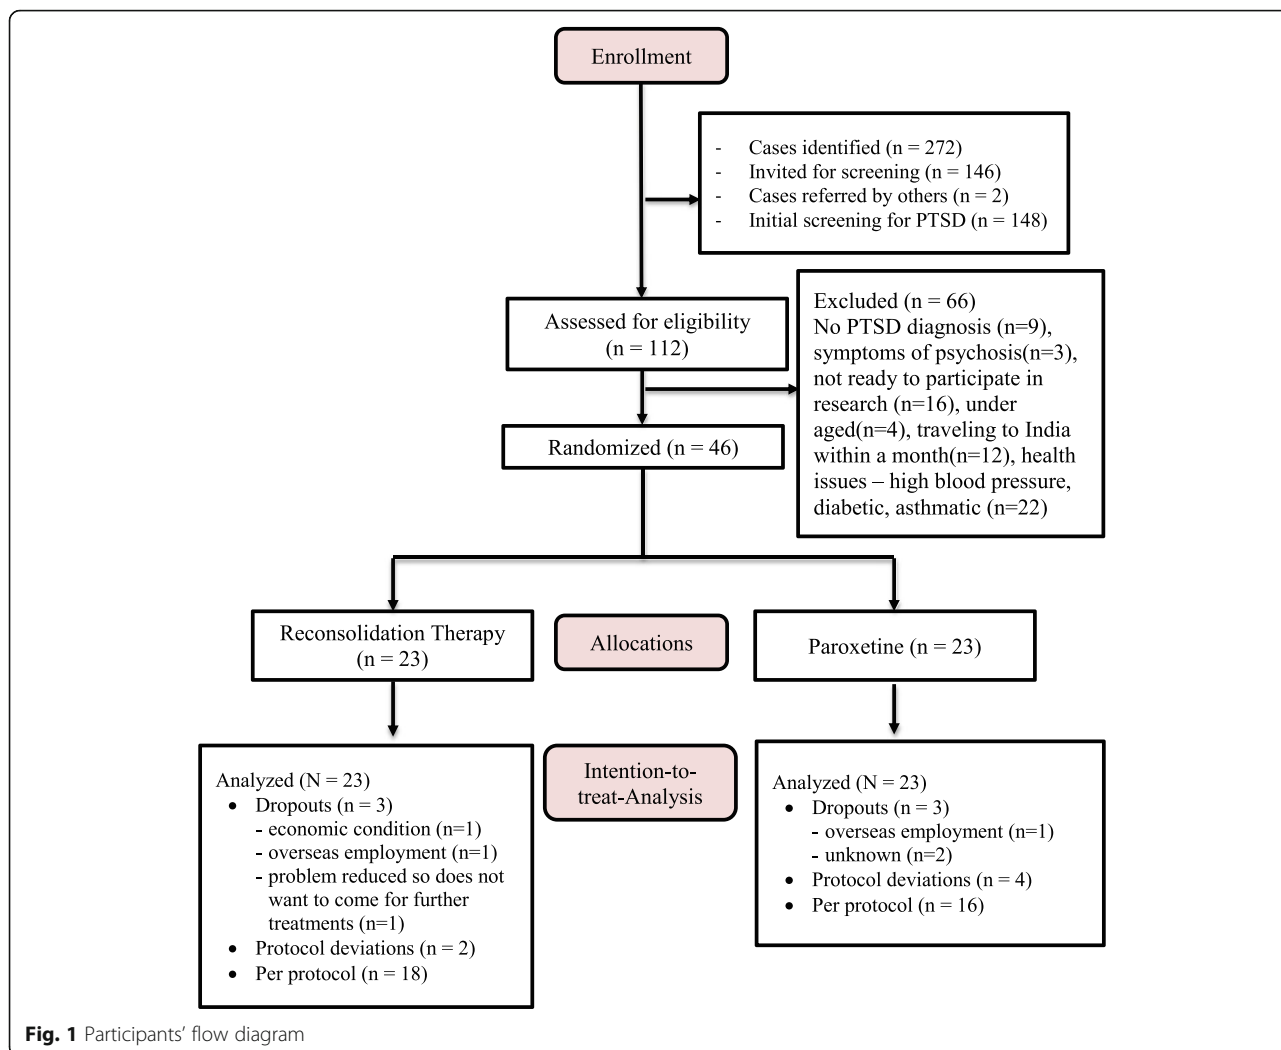 Enrollment
- Cases identified (n = 272)
- Invited for screening (n = 146)
- Cases referred by others (n = 2)
- Initial screening for PTSD (n = 148)
Assessed for eligibility
(n = 112)
Excluded (n = 66)
No PTSD diagnosis (n=9),
symptoms of psychosis(n=3),
not ready to participate in
research (n=16), under
aged(n=4), traveling to India
within a month(n=12), health
issues – high blood pressure,
diabetic, asthmatic (n=22)
Randomized (n = 46)
Reconsolidation Therapy
(n = 23)
Allocations
Paroxetine (n = 23)
Analyzed (N = 23)
• Dropouts (n = 3)
- economic condition (n=1)
- overseas employment (n=1)
- problem reduced so does not
want to come for further
treatments (n=1)
• Protocol deviations (n = 2)
• Per protocol (n = 18)
Intention-to-
treat-Analysis
Analyzed (N = 23)
• Dropouts (n = 3)
- overseas employment (n=1)
- unknown (n=2)
• Protocol deviations (n = 4)
• Per protocol (n = 16)
Fig. 1 Participants' flow diagram